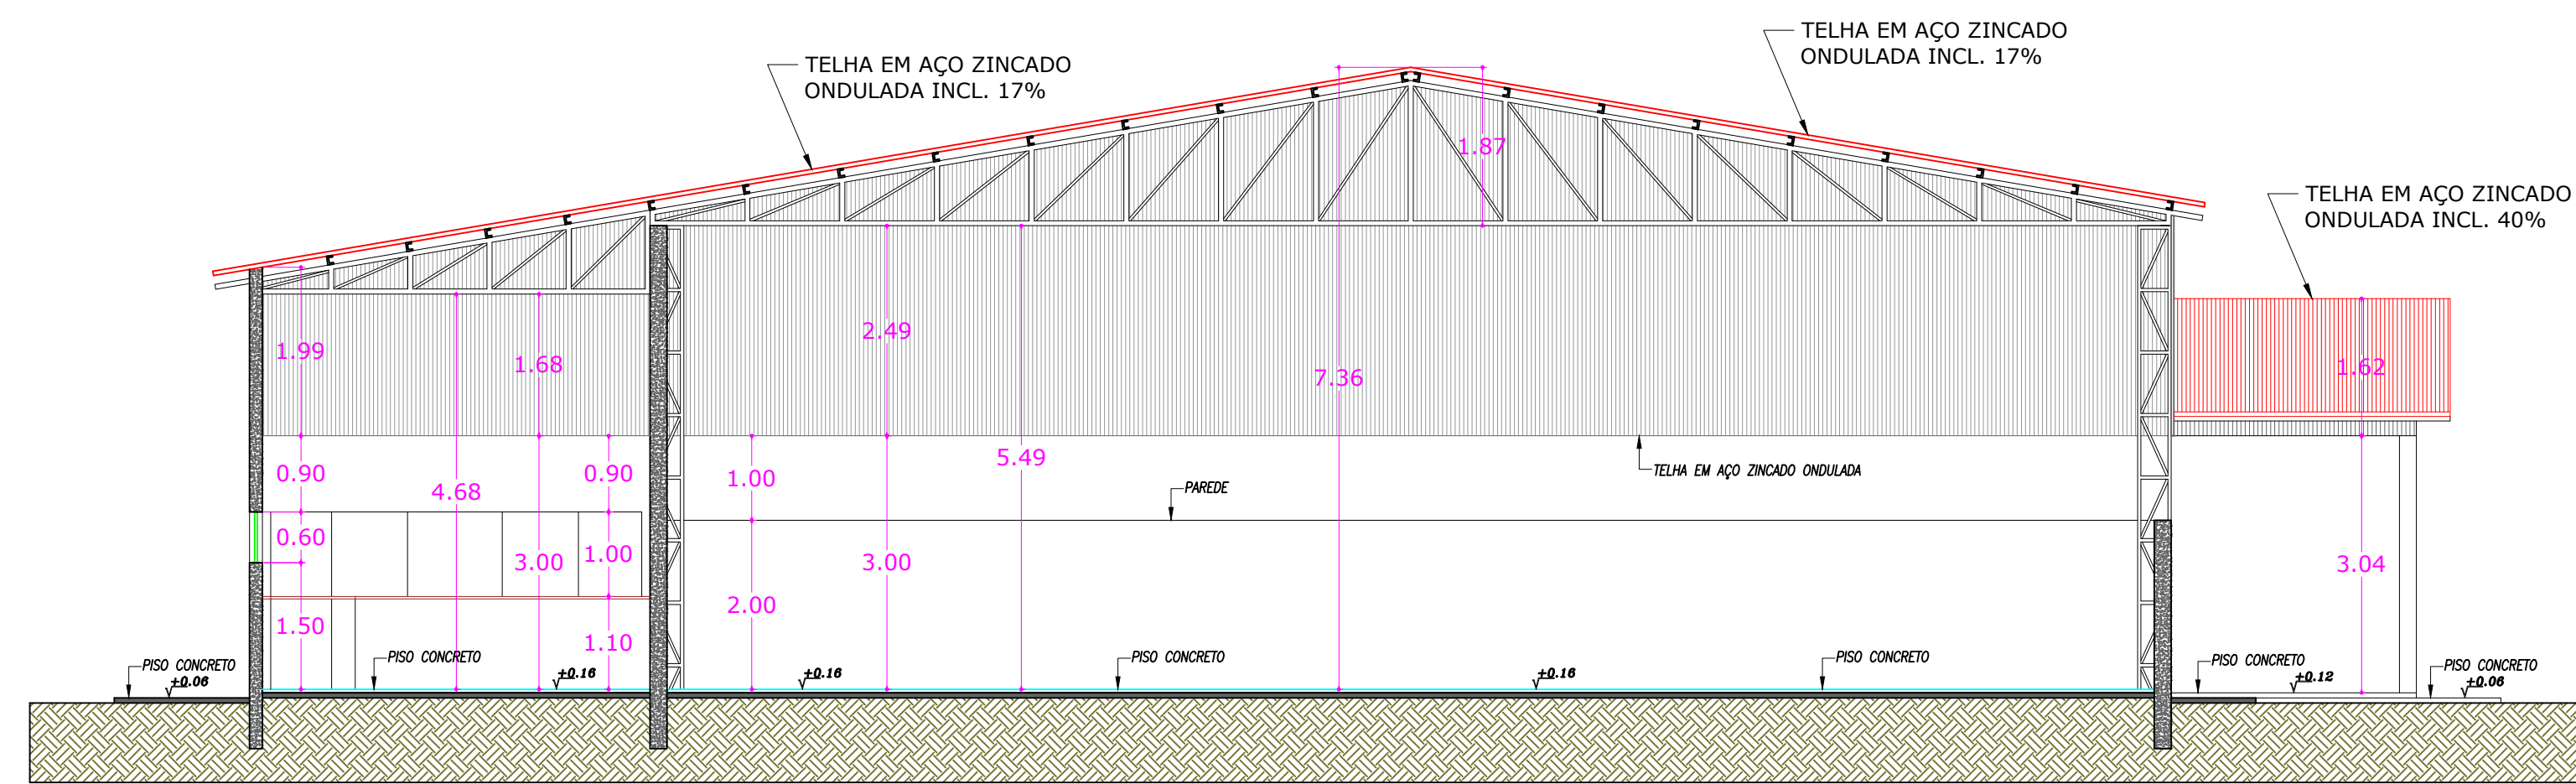 TELHA EM AÇO ZINCADO
ONDULADA INCL. 17%
TELHA EM AÇO ZINCADO
ONDULADA INCL. 17%
TELHA EM AÇO ZINCADO
ONDULADA INCL. 40%
1.87
1.99
1.68
2.49
7.36
1.62
0.90
4.68
0.90
1.00
5.49
TELHA EM AÇO ZINCADO ONDULADA
PAREDE
0.60
3.00
1.00
3.00
3.04
1.50
1.10
2.00
PISO CONCRETO
+0.06
PISO CONCRETO
+0.16
+0.16
PISO CONCRETO
+0.16
PISO CONCRETO
PISO CONCRETO
+0.12
PISO CONCRETO
+0.06